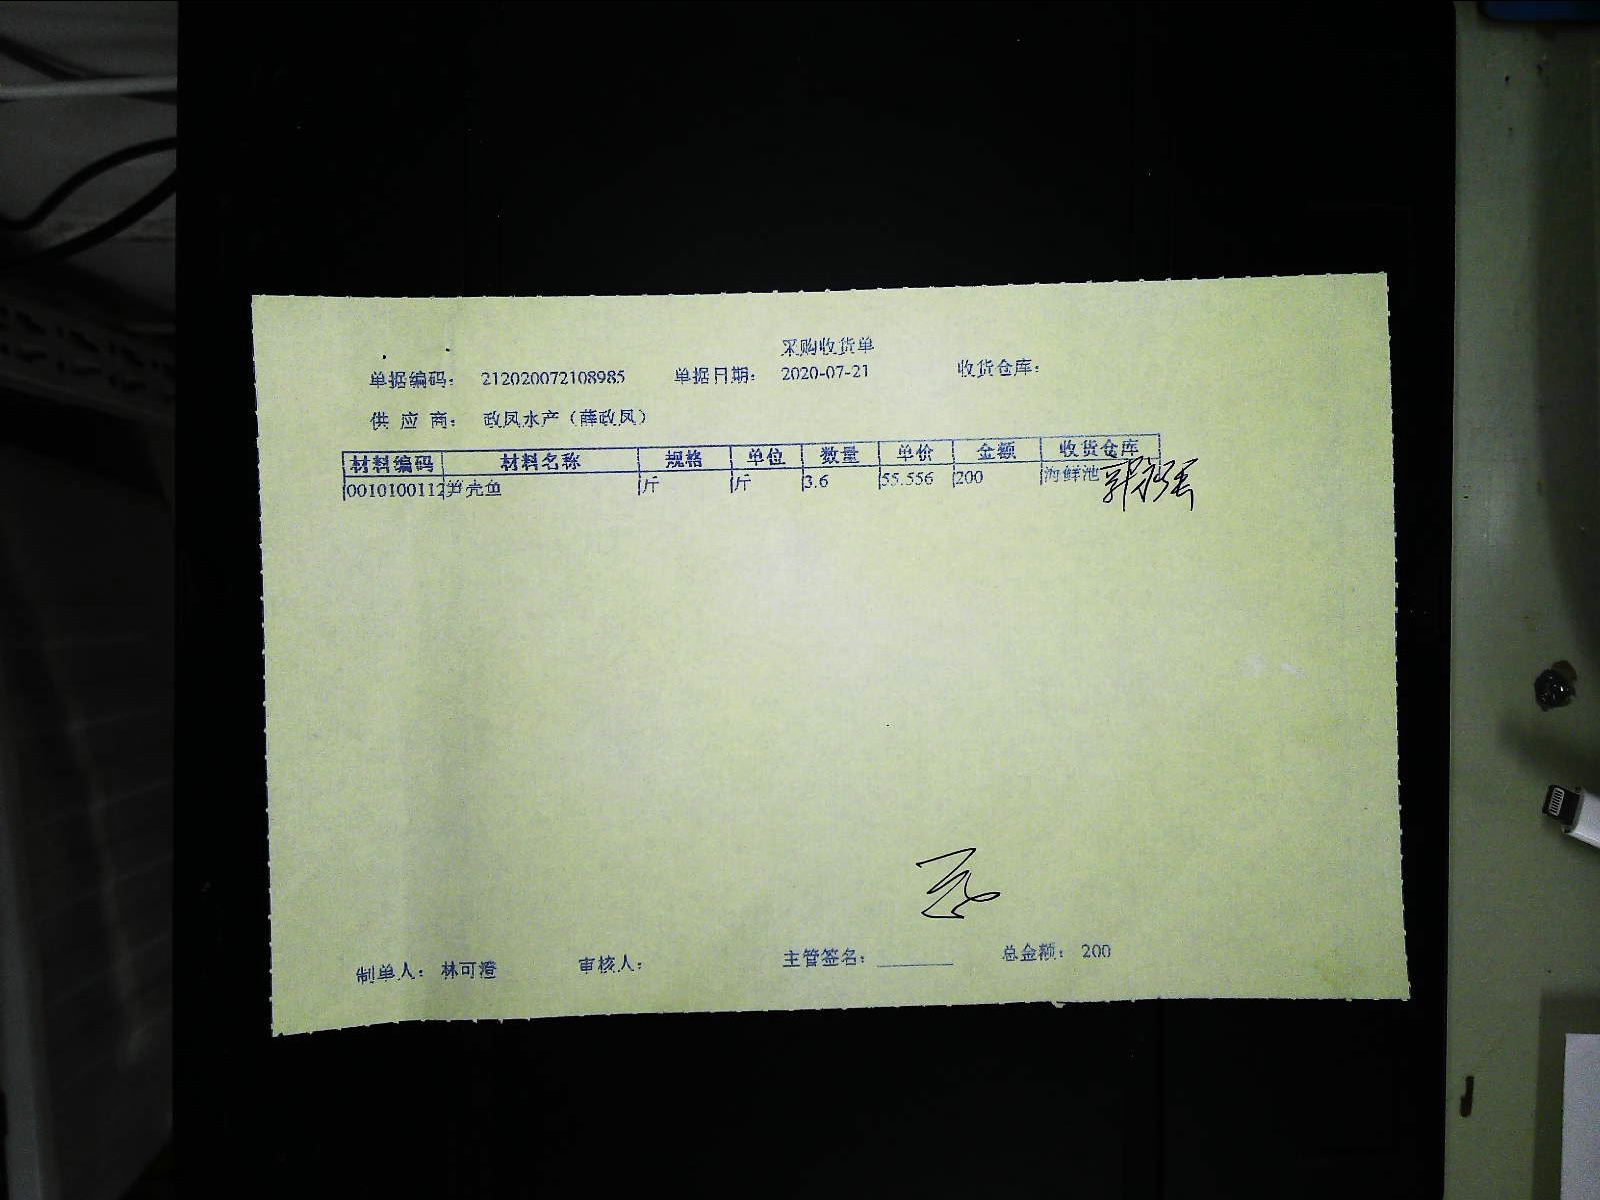 采购收货单
单据编码： 212020072108985 单据日期： 2020-07-21 收货仓库：
供 应 商： 政凤水产（薛政凤）
材料编码 材料名称 规格 单位 数量 单价 金额 收货仓库
0010100112 笋壳鱼 斤 斤 3.6 55.556 200 海鲜池
制单人： 林可澄 审核人： 主管签名： 总金额： 200